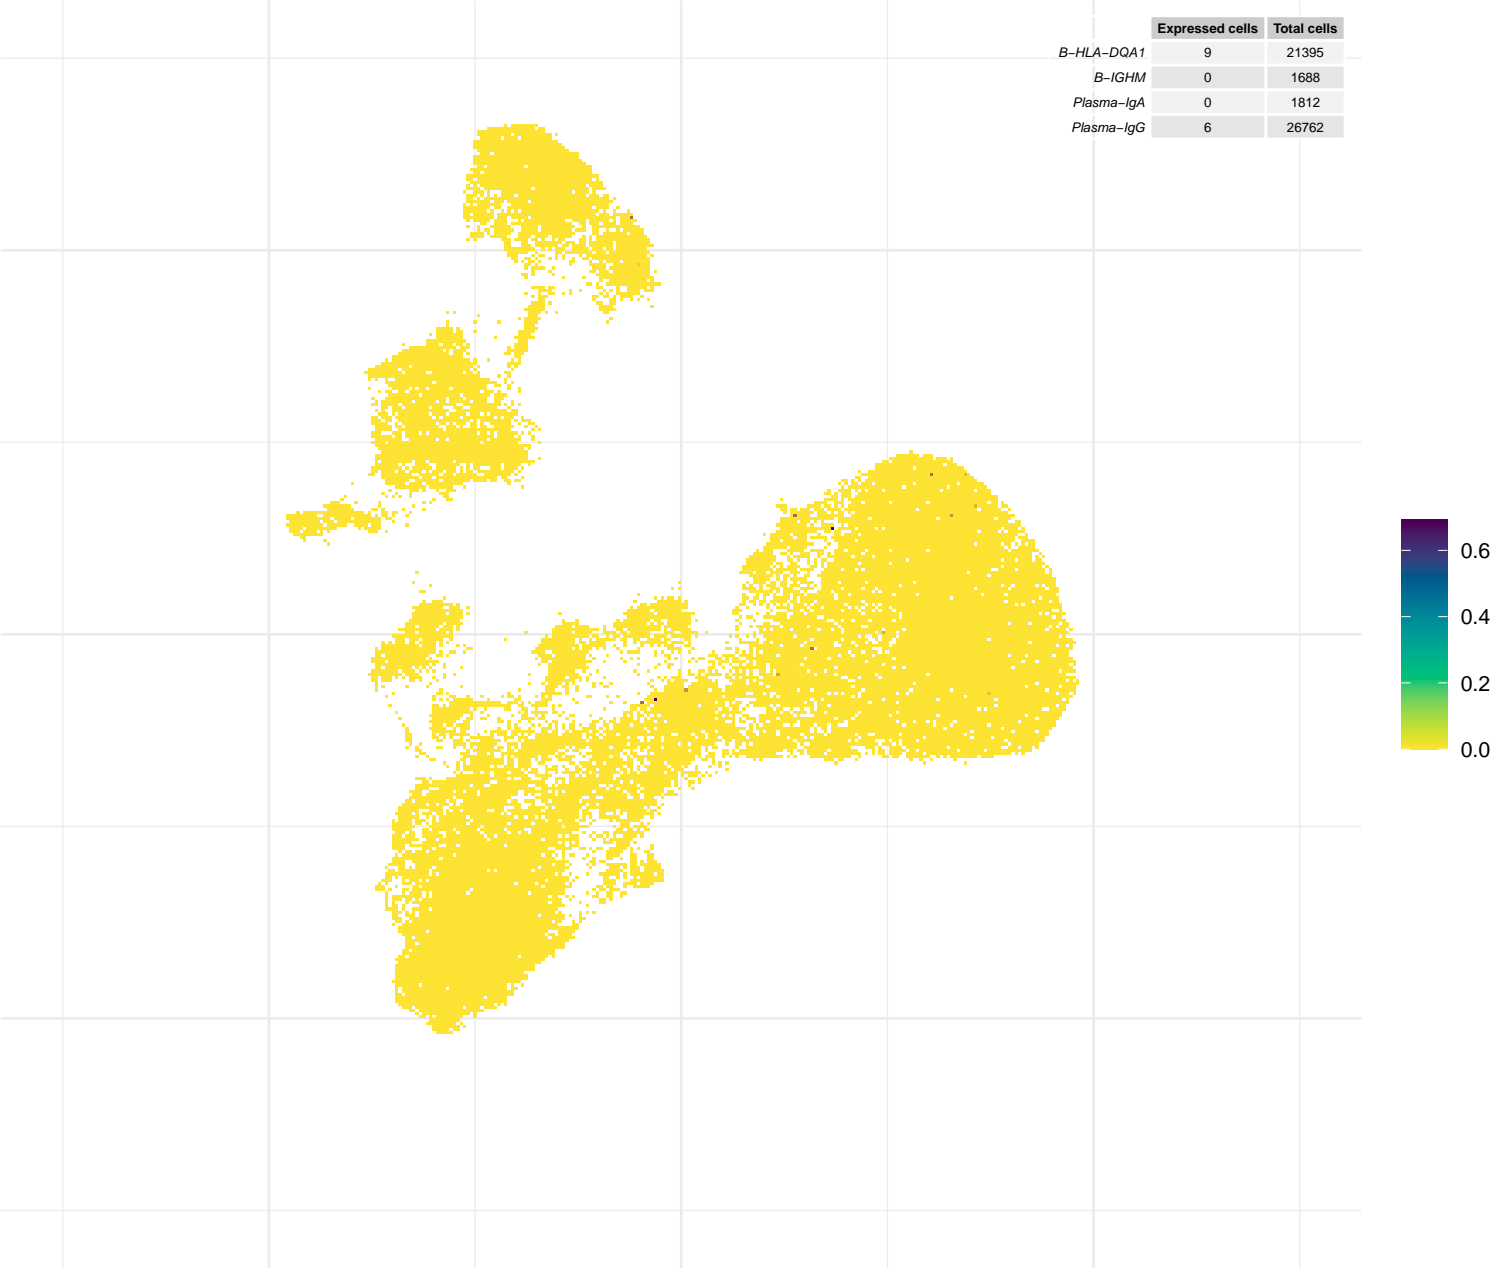 Expressed cells Total cells
B−HLA−DQA1 9 21395
B−IGHM 0 1688
Plasma−IgA 0 1812
Plasma−IgG 6 26762
0.6
0.4
0.2
0.0